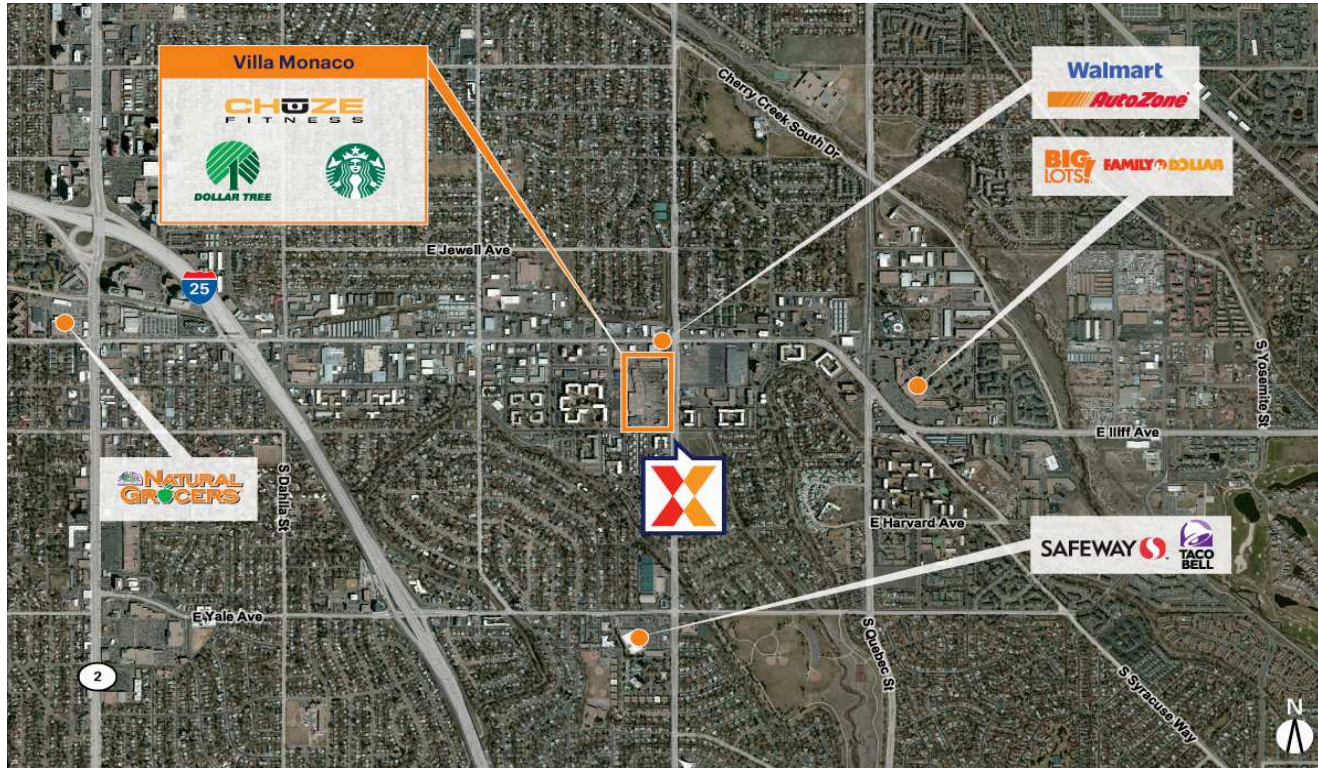 Villa Monaco
CHUZE
FITNESS
DOLLAR TREE
Walmart
AutoZone
BIG
LOTS!
FAMILY DOLLAR
Cherry Creek South Dr
E Jewell Ave
25
S Yosemite St
E Iliff Ave
NATURAL
GROCERS
S Dahlia St
E Harvard Ave
SAFEWAY
TACO
BELL
E Yale Ave
S Quebec St
2
S Syracuse Way
N